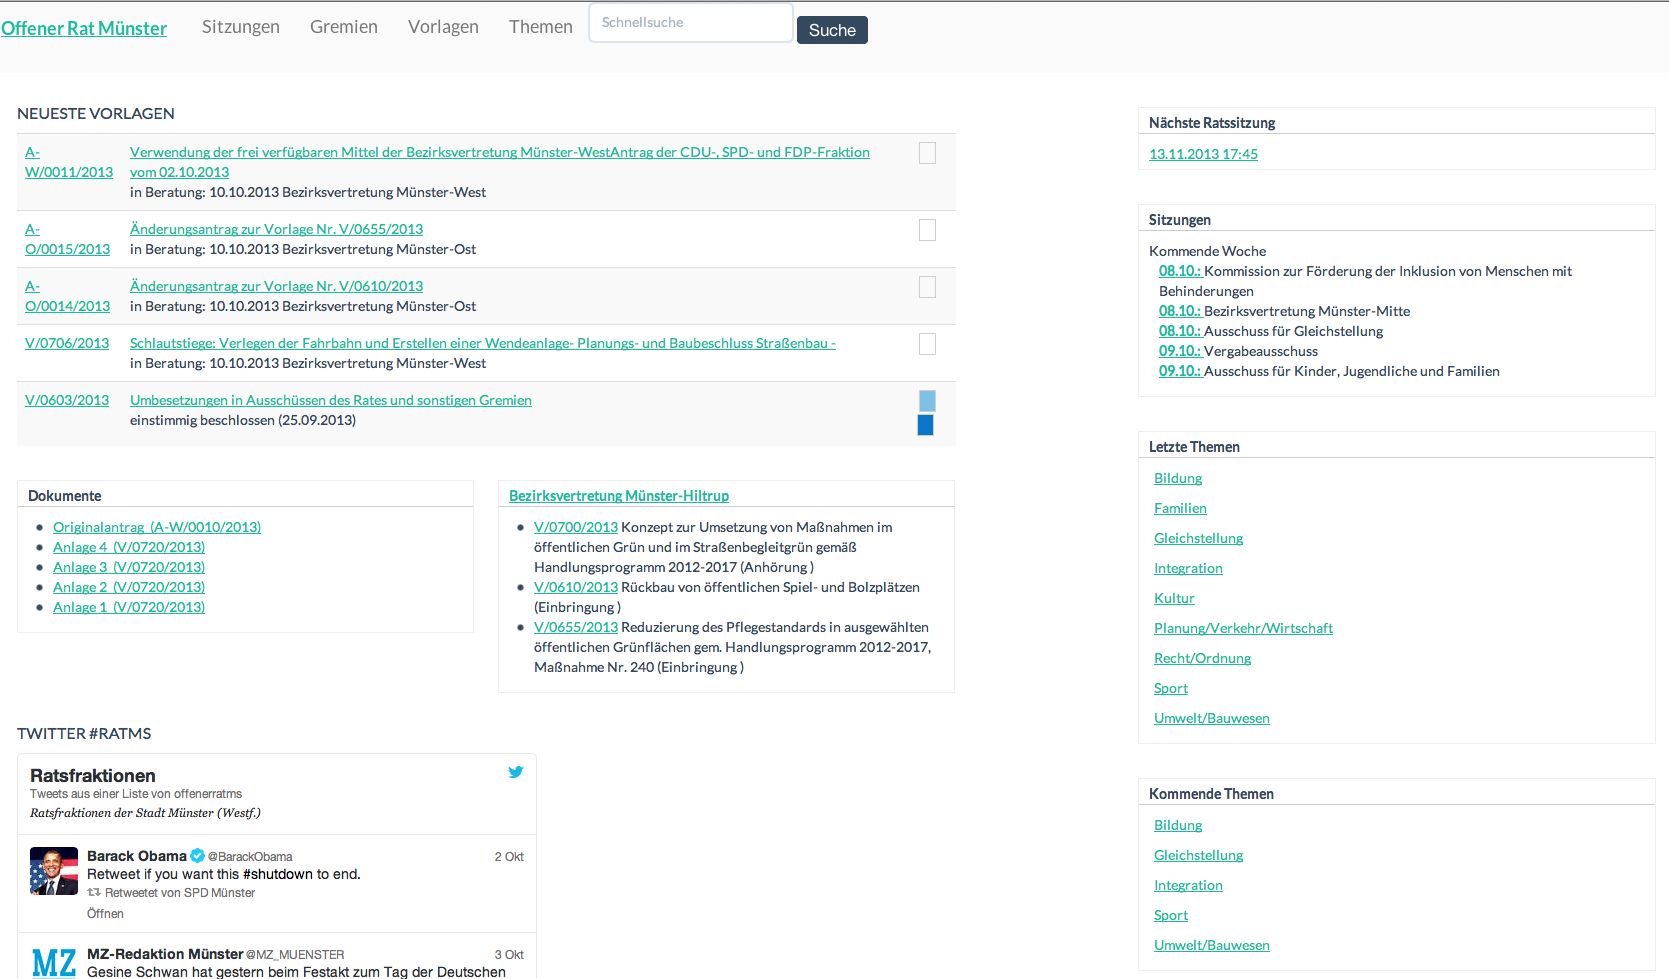 Offener Rat Münster Sitzungen Gremien Vorlagen Themen Schnellsuche Suche
NEUESTE VORLAGEN
A-
W/0011/2013
Verwendung der frei verfügbaren Mittel der Bezirksvertretung Münster-WestAntrag der CDU-, SPD- und FDP-Fraktion
vom 02.10.2013
in Beratung: 10.10.2013 Bezirksvertretung Münster-West
A-
O/0015/2013
Änderungsantrag zur Vorlage Nr. V/0655/2013
in Beratung: 10.10.2013 Bezirksvertretung Münster-Ost
A-
O/0014/2013
Änderungsantrag zur Vorlage Nr. V/0610/2013
in Beratung: 10.10.2013 Bezirksvertretung Münster-Ost
V/0706/2013
Schlautstiege: Verlegen der Fahrbahn und Erstellen einer Wendeanlage- Planungs- und Baubeschluss Straßenbau -
in Beratung: 10.10.2013 Bezirksvertretung Münster-West
V/0603/2013
Umbesetzungen in Ausschüssen des Rates und sonstigen Gremien
einstimmig beschlossen (25.09.2013)
Dokumente
Originalantrag (A-W/0010/2013)
Anlage 4 (V/0720/2013)
Anlage 3 (V/0720/2013)
Anlage 2 (V/0720/2013)
Anlage 1 (V/0720/2013)
Bezirksvertretung Münster-Hiltrup
V/0700/2013 Konzept zur Umsetzung von Maßnahmen im
öffentlichen Grün und im Straßenbegleitgrün gemäß
Handlungsprogramm 2012-2017 (Anhörung )
V/0610/2013 Rückbau von öffentlichen Spiel- und Bolzplätzen
(Einbringung )
V/0655/2013 Reduzierung des Pflegestandards in ausgewählten
öffentlichen Grünflächen gem. Handlungsprogramm 2012-2017,
Maßnahme Nr. 240 (Einbringung )
TWITTER #RATMS
Ratsfraktionen
Tweets aus einer Liste von offenerratms
Ratsfraktionen der Stadt Münster (Westf.)
Barack Obama @BarackObama 2 Okt
Retweet if you want this #shutdown to end.
Retweetet von SPD Münster
Öffnen
MZ
MZ-Redaktion Münster @MZ_MUENSTER 3 Okt
Gesine Schwan hat gestern beim Festakt zum Tag der Deutschen
Nächste Ratssitzung
13.11.2013 17:45
Sitzungen
Kommende Woche
08.10.: Kommission zur Förderung der Inklusion von Menschen mit
Behinderungen
08.10.: Bezirksvertretung Münster-Mitte
08.10.: Ausschuss für Gleichstellung
09.10.: Vergabeausschuss
09.10.: Ausschuss für Kinder, Jugendliche und Familien
Letzte Themen
Bildung
Familien
Gleichstellung
Integration
Kultur
Planung/Verkehr/Wirtschaft
Recht/Ordnung
Sport
Umwelt/Bauwesen
Kommende Themen
Bildung
Gleichstellung
Integration
Sport
Umwelt/Bauwesen